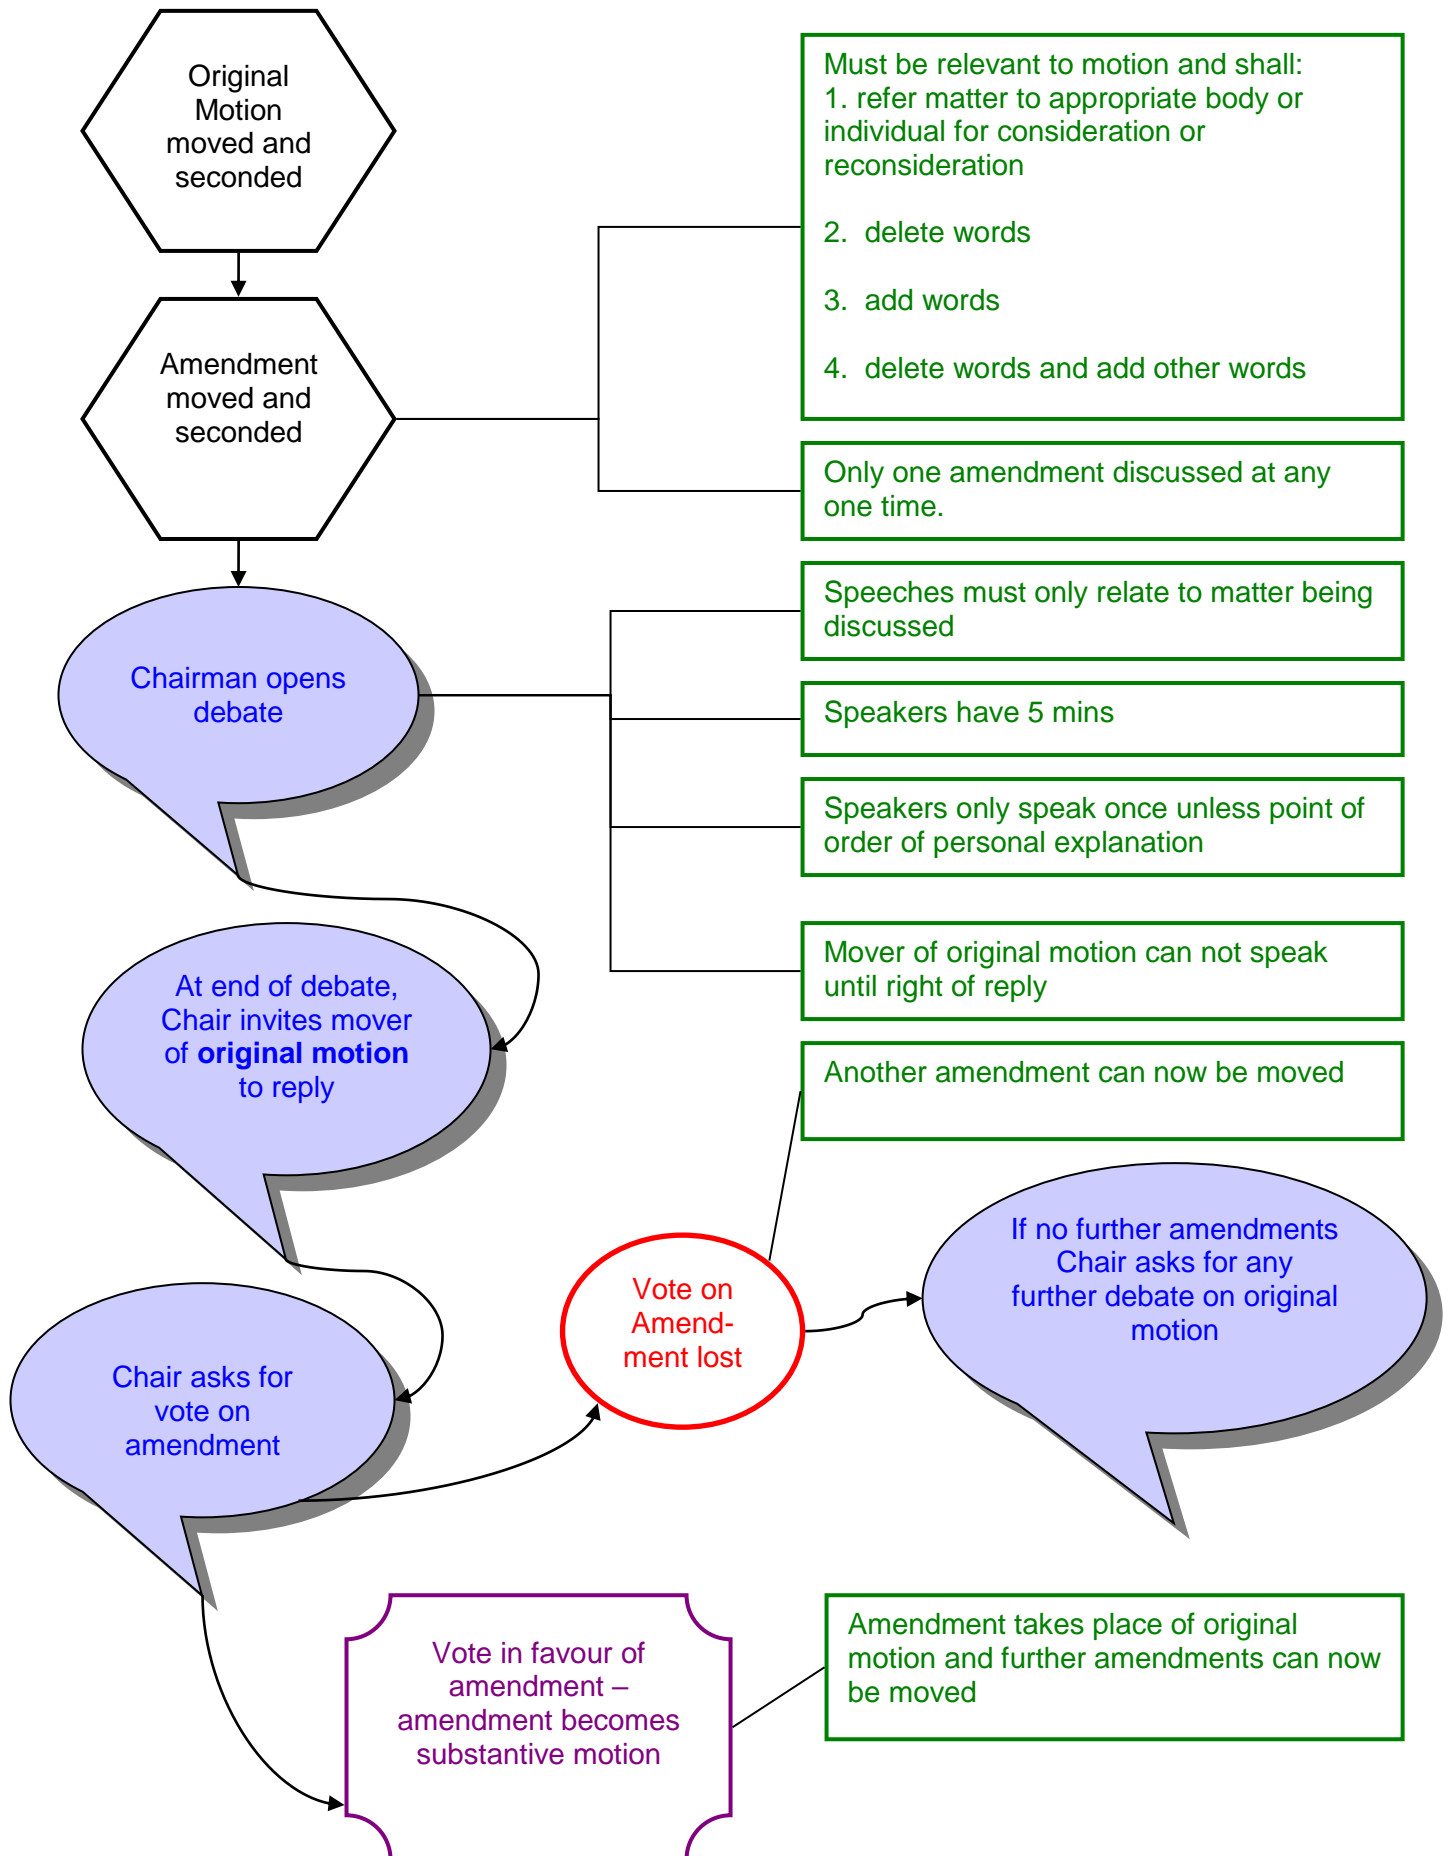 Original
Motion
moved and
seconded
Must be relevant to motion and shall:
1. refer matter to appropriate body or
individual for consideration or
reconsideration
2. delete words
3. add words
4. delete words and add other words
Amendment
moved and
seconded
Only one amendment discussed at any
one time.
Chairman opens
debate
Speeches must only relate to matter being
discussed
Speakers have 5 mins
Speakers only speak once unless point of
order of personal explanation
Mover of original motion can not speak
until right of reply
At end of debate,
Chair invites mover
of original motion
to reply
Another amendment can now be moved
Chair asks for
vote on
amendment
Vote on
Amend-
ment lost
If no further amendments
Chair asks for any
further debate on original
motion
Vote in favour of
amendment –
amendment becomes
substantive motion
Amendment takes place of original
motion and further amendments can now
be moved